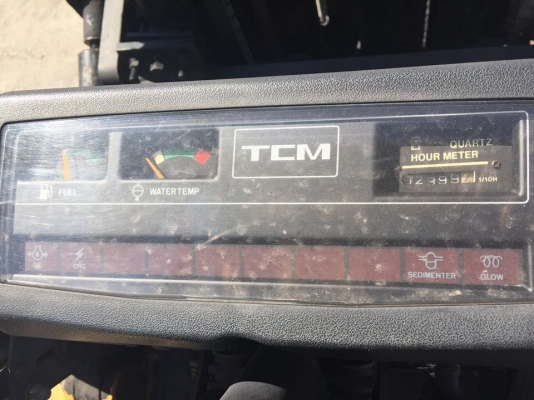 FUEL
WATER TEMP
TCM
QUARTZ
HOUR METER
1/10H
SEDIMENTER
GLOW